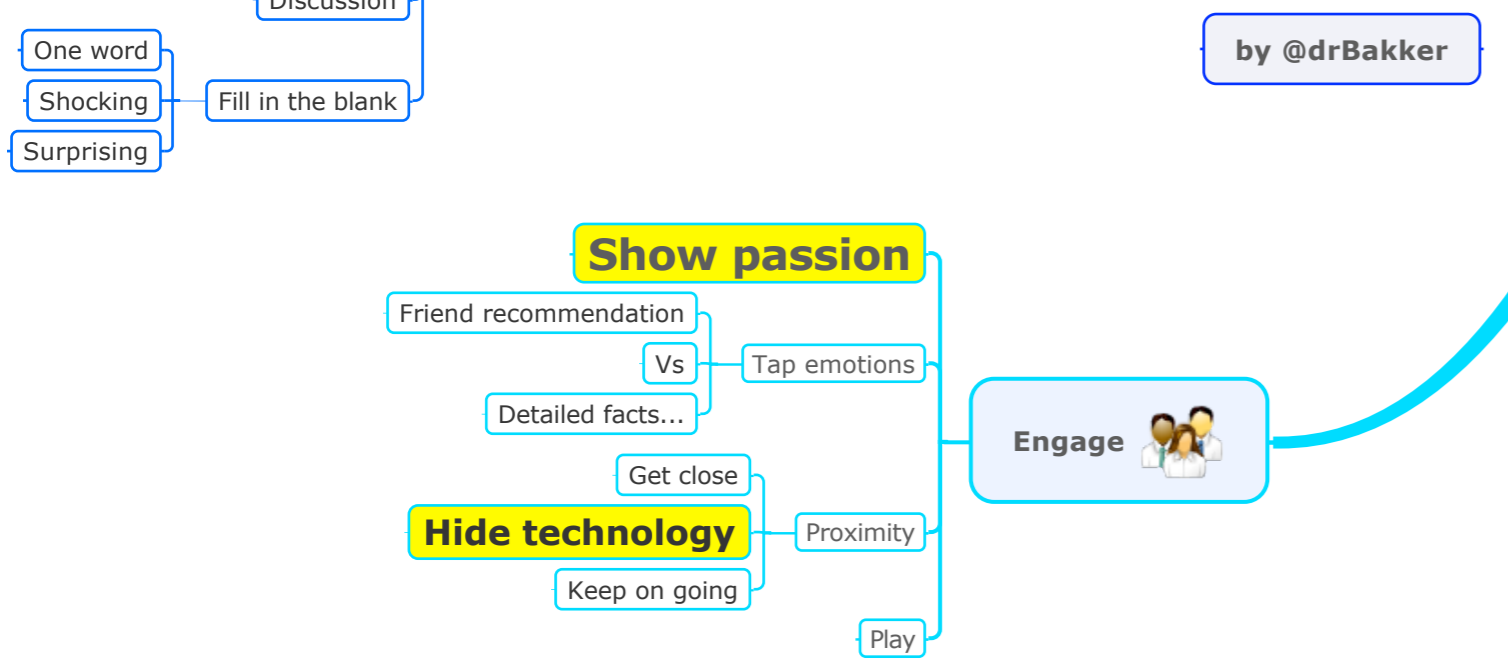 Discussion
One word
by @drBakker
Shocking
Fill in the blank
Surprising
Show passion
Friend recommendation
Vs
Tap emotions
Detailed facts...
Engage
Get close
Hide technology
Proximity
Keep on going
Play